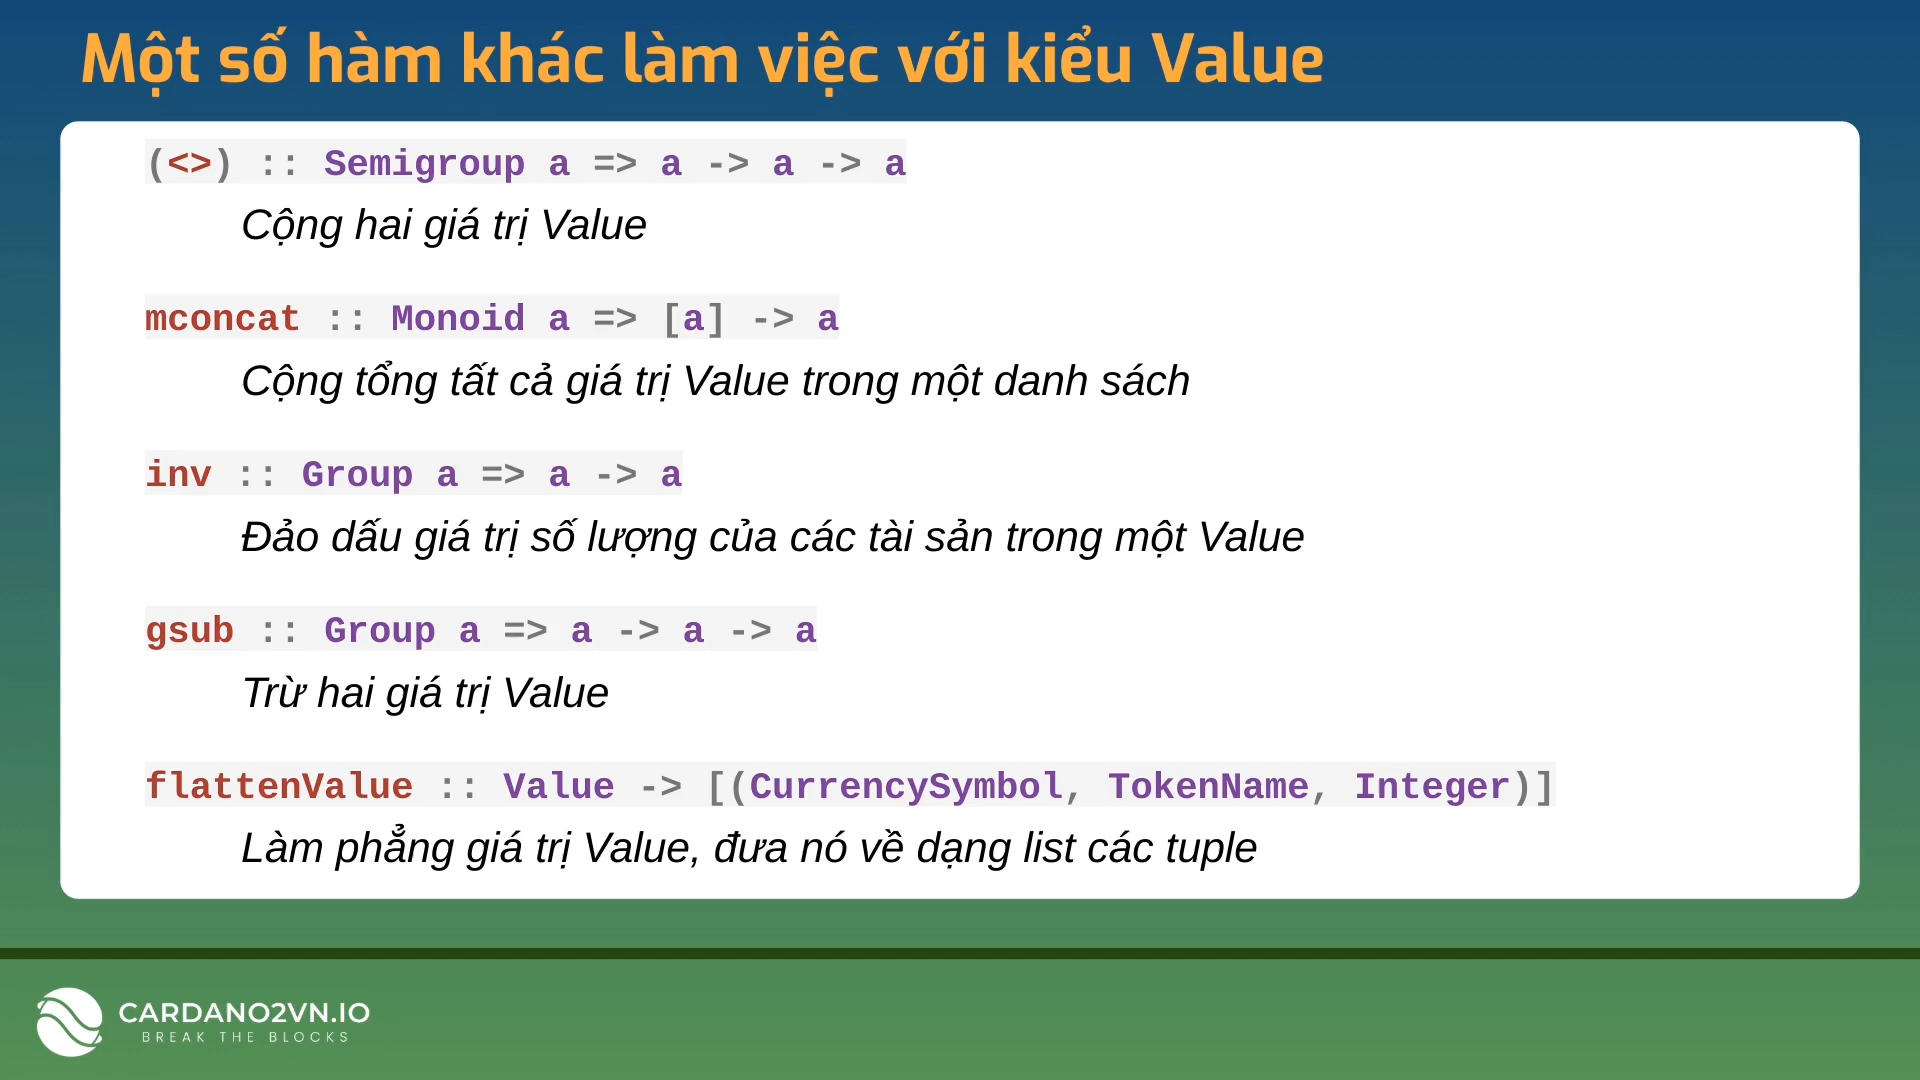 Một số hàm khác làm việc với kiểu Value
(<>) :: Semigroup a => a -> a -> a
Cộng hai giá trị Value
mconcat :: Monoid a => [a] -> a
Cộng tổng tất cả giá trị Value trong một danh sách
inv :: Group a => a -> a
Đảo dấu giá trị số lượng của các tài sản trong một Value
gsub :: Group a => a -> a -> a
Trừ hai giá trị Value
flattenValue :: Value -> [(CurrencySymbol, TokenName, Integer)]
Làm phẳng giá trị Value, đưa nó về dạng list các tuple
CARDANO2VN.IO
BREAK THE BLOCKS